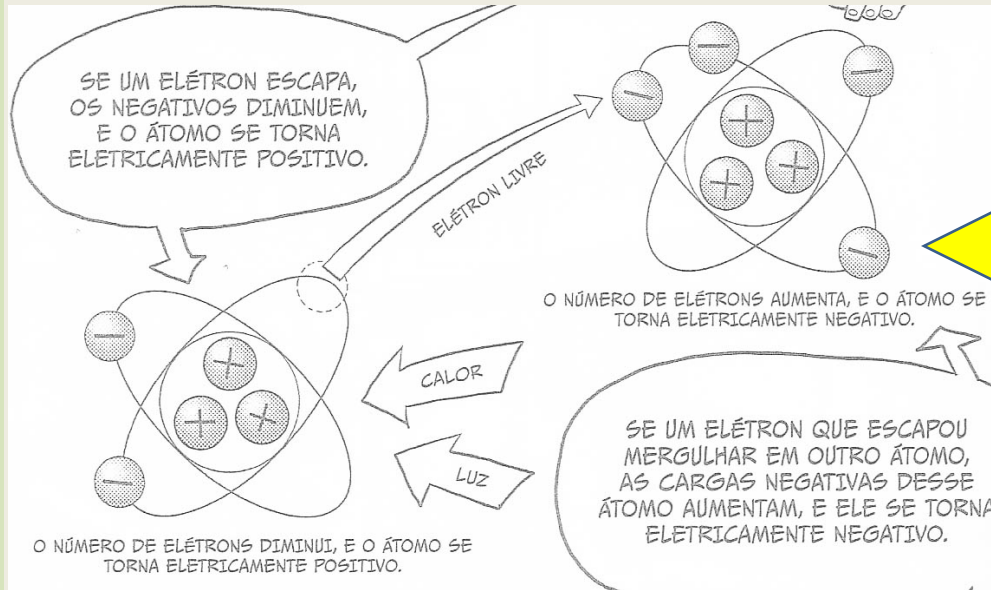 SE UM ELÉTRON ESCAPA,
OS NEGATIVOS DIMINUEM,
E O ÁTOMO SE TORNA
ELETRICAMENTE POSITIVO.
ELÉTRON LIVRE
O NÚMERO DE ELÉTRONS AUMENTA, E O ÁTOMO SE
TORNA ELETRICAMENTE NEGATIVO.
CALOR
LUZ
SE UM ELÉTRON QUE ESCAPOU
MERGULHAR EM OUTRO ÁTOMO,
AS CARGAS NEGATIVAS DESSE
ÁTOMO AUMENTAM, E ELE SE TORNA
ELETRICAMENTE NEGATIVO.
O NÚMERO DE ELÉTRONS DIMINUI, E O ÁTOMO SE
TORNA ELETRICAMENTE POSITIVO.